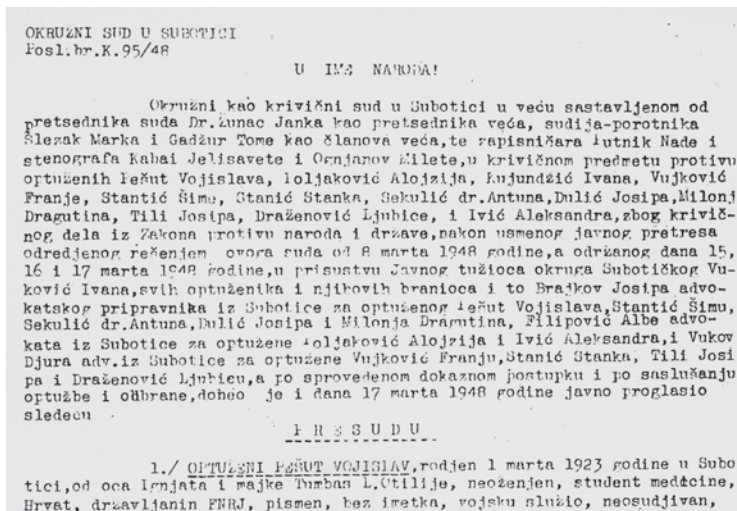 OKRUŽNI SUD U SUBOTICI
Posl.br.K.95/48
U IME NARODA!
Okružni kao krivični sud u Subotici u veću sastavljenom od
pretsednika suda Dr.Žunac Janka kao pretsednika veća, sudija-porotnika
Šlezak Marka i Gadžur Tome kao članova veća,te zapisničara Putnik Nade i
stenografa Kabai Jelisavete i Ognjanov Milete,u krivičnom predmetu protivu
optuženih Pešut Vojislava, Poljaković Alojzija, Kujundžić Ivana, Vujković
Franje, Stantić Šime, Stanić Stanka, Sekulić dr.Antuna,Dulić Josipa,Milonj
Dragutina, Tili Josipa, Draženović Ljubice, i Ivić Aleksandra,zbog krivič-
nog dela iz Zakona protivu naroda i države,nakon usmenog javnog pretresa
odredjenog rešenjem ovoga suda od 8 marta 1948 godine,a održanog dana 15,
16 i 17 marta 1948 godine,u prisustvu Javnog tužioca okruga Subotičkog Vu-
ković Ivana,svih optuženika i njihovih branioca i to Brajkov Josipa advo-
katskog pripravnika iz Subotice za optuženog Pešut Vojislava,Stantić Šimu,
Sekulić dr.Antuna,Dulić Josipa i Milonja Dragutina, Filipović Albe advo-
kata iz Subotice za optužene Poljaković Alojzija i Ivić Aleksandra,i Vukov
Djura adv.iz Subotice za optužene Vujković Franju,Stanić Stanka, Tili Josi
pa i Draženović Ljubicu,a po sprovedenom dokaznom postupku i po saslušanju
optužbe i odbrane,doneo je i dana 17 marta 1948 godine javno proglasio
sledeću
P R E S U D U
1./ OPTUŽENI PEŠUT VOJISLAV,rodjen 1 marta 1923 godine u Subo
tici,od oca Ignjata i majke Tumbas L.Otilije, neoženjen, student medicine,
Hrvat, državljanin FNRJ, pismen, bez imetka, vojsku služio, neosudjivan,